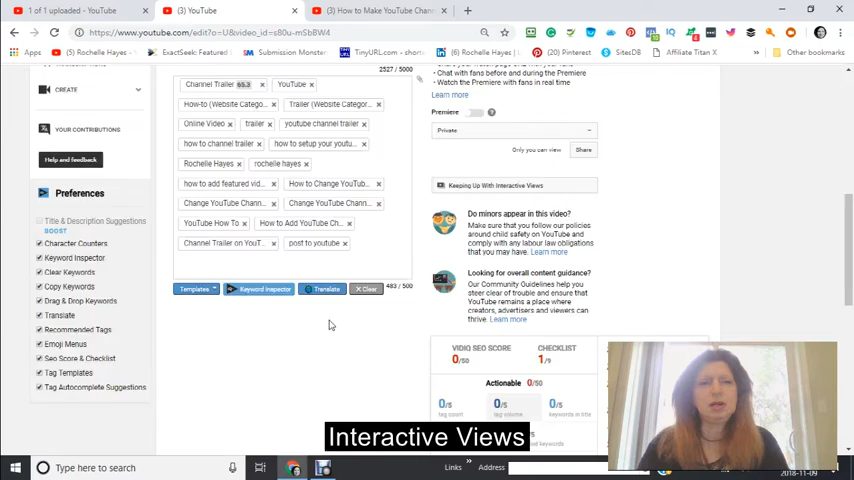 1 of 1 uploaded - YouTube
(3) YouTube
(3) How to Make YouTube Chann
https://www.youtube.com/edit?o=U&video_id=s80u-mSBBW4
Apps
(5) Rochelle Hayes -
ExactSeek: Featured
Submission Monster
TinyURL.com - shorte
RH
(20) Pinterest
SitesDB
Affiliate Titan X
2527 / 5000
CREATE
YOUR CONTRIBUTIONS
Help and feedback
Preferences
Title & Description Suggestions
BOOST
Character Counters
Keyword Inspector
Clear Keywords
Copy Keywords
Drag & Drop Keywords
Translate
Recommended Tags
Emoji Menus
Seo Score & Checklist
Tag Templates
Tag Autocomplete Suggestions
Channel Trailer 65.3
YouTube
How-to (Website Catego...
Trailer (Website Categor...
Online Video
trailer
youtube channel trailer
how to channel trailer
how to setup your youtu...
Rochelle Hayes
rochelle hayes
how to add featured vid...
How to Change YouTub...
Change YouTube Chann...
Change YouTube Chann...
YouTube How To
How to Add YouTube Ch...
Channel Trailer on YouT...
post to youtube
Templates
Keyword Inspector
Translate
Clear
483 / 500
• Chat with fans before and during the Premiere
• Watch the Premiere with fans in real time
Learn more
Premiere
Private
Only you can view
Share
Keeping Up With Interactive Views
Do minors appear in this video?
Make sure that you follow our policies
around child safety on YouTube and
comply with any labour law obligations
that you may have. Learn more
Looking for overall content guidance?
Our Community Guidelines help you
steer clear of trouble and ensure that
YouTube remains a place where
creators, advertisers and viewers can
thrive. Learn more
VIDIQ SEO SCORE
0/50
CHECKLIST
1/9
Actionable 0/50
0/5
tag count
0/5
tag volume
0/5
keywords in title
Interactive Views
Type here to search
Links
Address
2018-11-09